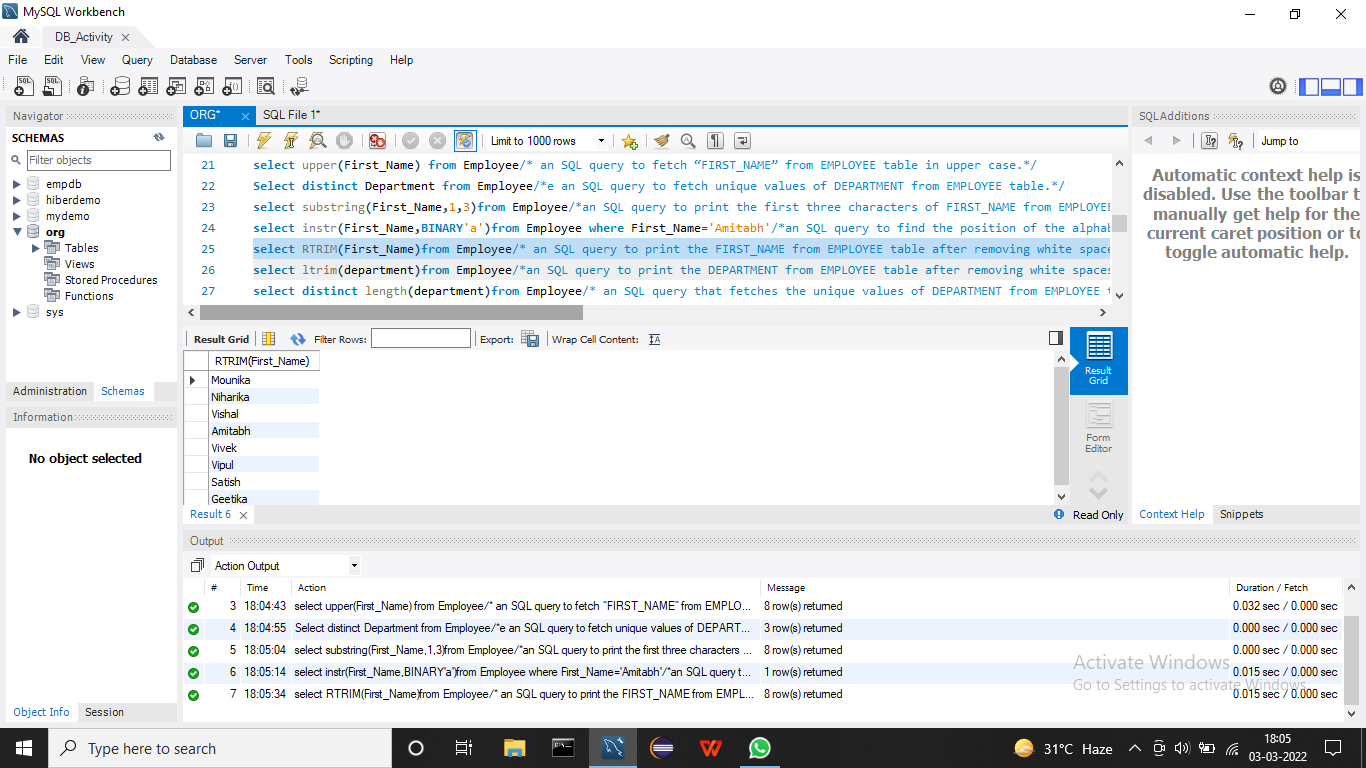 MySQL Workbench
DB_Activity
File Edit View Query Database Server Tools Scripting Help
Navigator
SCHEMAS
Filter objects
empdb
hiberdemo
mydemo
org
Tables
Views
Stored Procedures
Functions
sys
Administration Schemas
Information
No object selected
Object Info Session
ORG* SQL File 1*
Limit to 1000 rows
21 select upper(First_Name) from Employee/* an SQL query to fetch “FIRST_NAME” from EMPLOYEE table in upper case.*/
22 Select distinct Department from Employee/*e an SQL query to fetch unique values of DEPARTMENT from EMPLOYEE table.*/
23 select substring(First_Name,1,3)from Employee/*an SQL query to print the first three characters of FIRST_NAME from EMPLOYEE
24 select instr(First_Name,BINARY'a')from Employee where First_Name='Amitabh'/*an SQL query to find the position of the alphab
25 select RTRIM(First_Name)from Employee/* an SQL query to print the FIRST_NAME from EMPLOYEE table after removing white space
26 select ltrim(department)from Employee/*an SQL query to print the DEPARTMENT from EMPLOYEE table after removing white spaces
27 select distinct length(department)from Employee/* an SQL query that fetches the unique values of DEPARTMENT from EMPLOYEE t
Result Grid Filter Rows: Export: Wrap Cell Content:
RTRIM(First_Name)
Mounika
Niharika
Vishal
Amitabh
Vivek
Vipul
Satish
Geetika
Result Grid
Form Editor
Result 6
Read Only
SQLAdditions
Jump to
Automatic context help is
disabled. Use the toolbar t
manually get help for the
current caret position or to
toggle automatic help.
Context Help Snippets
Output
Action Output
# Time Action Message Duration / Fetch
3 18:04:43 select upper(First_Name) from Employee/* an SQL query to fetch “FIRST_NAME” from EMPLO... 8 row(s) returned 0.032 sec / 0.000 sec
4 18:04:55 Select distinct Department from Employee/*e an SQL query to fetch unique values of DEPART... 3 row(s) returned 0.000 sec / 0.000 sec
5 18:05:04 select substring(First_Name,1,3)from Employee/*an SQL query to print the first three characters ... 8 row(s) returned 0.000 sec / 0.000 sec
6 18:05:14 select instr(First_Name,BINARY'a')from Employee where First_Name='Amitabh'/*an SQL query t... 1 row(s) returned 0.015 sec / 0.000 sec
7 18:05:34 select RTRIM(First_Name)from Employee/* an SQL query to print the FIRST_NAME from EMPL... 8 row(s) returned 0.015 sec / 0.000 sec
Activate Windows
Go to Settings to activate Windows.
Type here to search
31°C Haze
18:05
03-03-2022